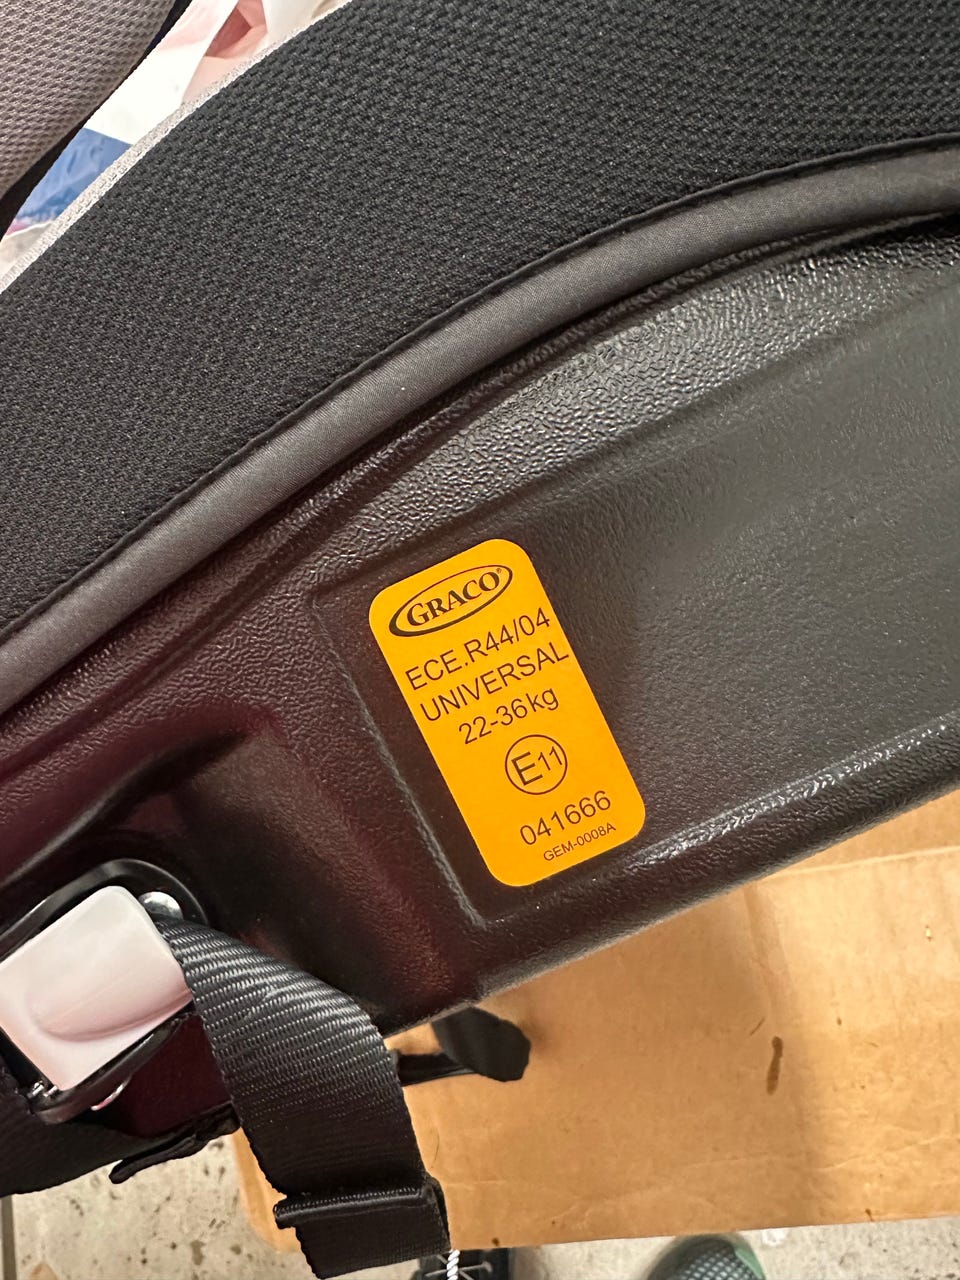 GRACO®
ECE.R44/04
UNIVERSAL
22-36kg
E11
041666
GEM-0008A